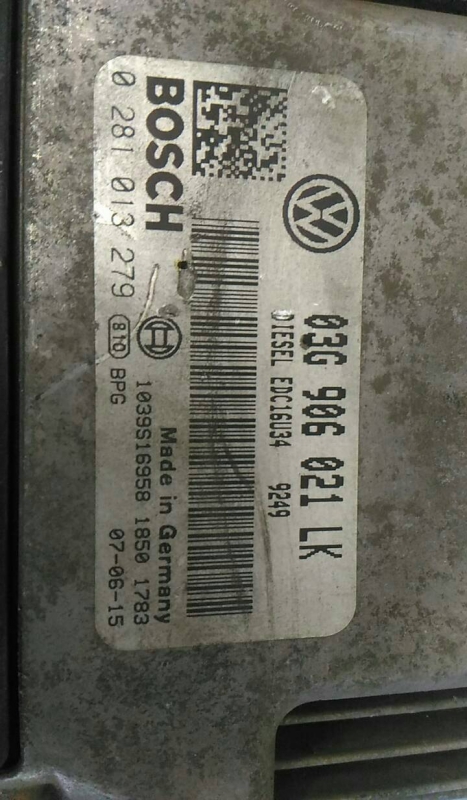 03G 906 021 LK
DIESEL EDC16U34 9249
BOSCH
0 281 013 279
810 BPG
Made in Germany
1039S16958 1850 1783
07-06-15